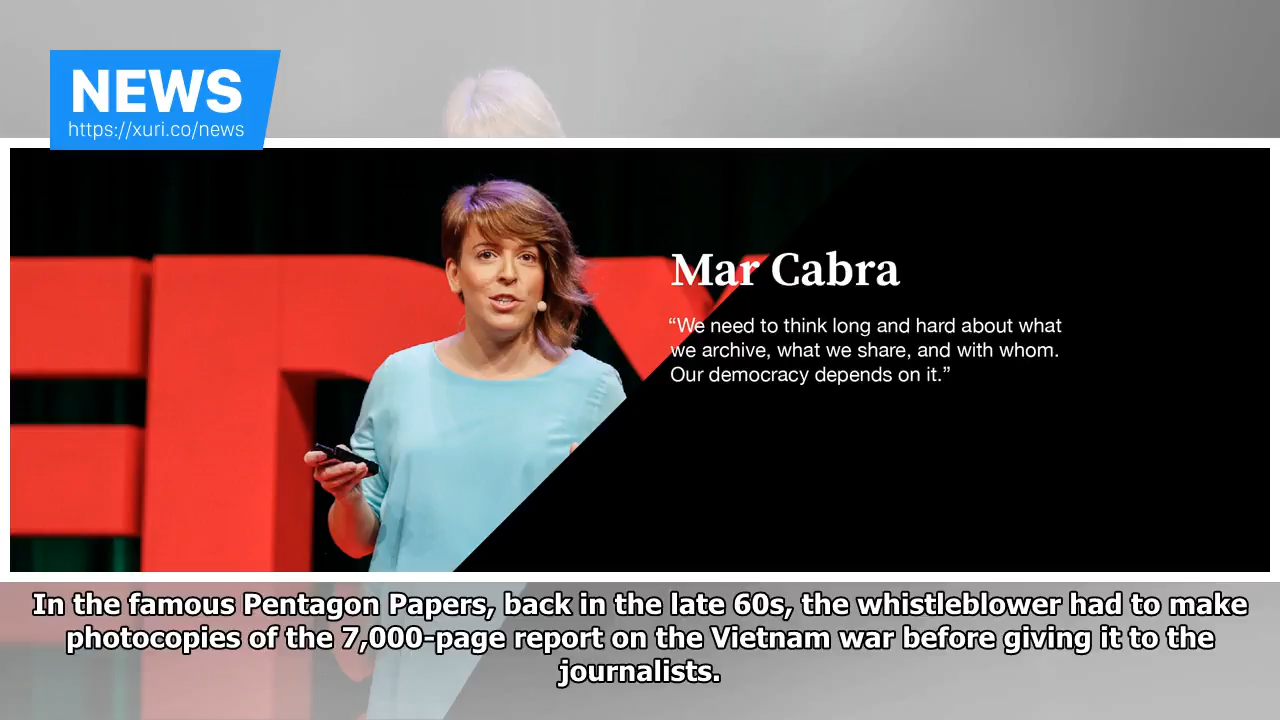 NEWS
https://xuri.co/news
Mar Cabra
“We need to think long and hard about what
we archive, what we share, and with whom.
Our democracy depends on it.”
In the famous Pentagon Papers, back in the late 60s, the whistleblower had to make
photocopies of the 7,000-page report on the Vietnam war before giving it to the
journalists.